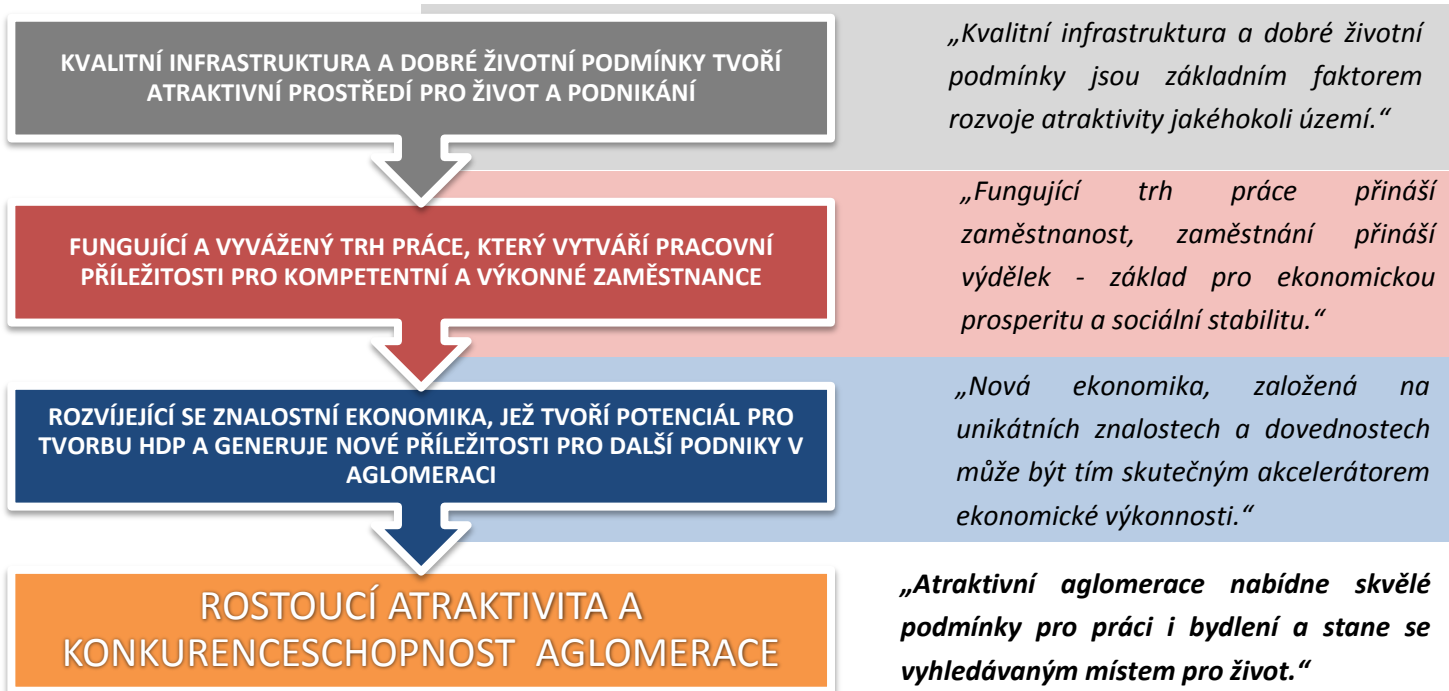 KVALITNÍ INFRASTRUKTURA A DOBRÉ ŽIVOTNÍ PODMÍNKY TVOŘÍ
ATRAKTIVNÍ PROSTŘEDÍ PRO ŽIVOT A PODNIKÁNÍ
„Kvalitní infrastruktura a dobré životní
podmínky jsou základním faktorem
rozvoje atraktivity jakéhokoli území.“
FUNGUJÍCÍ A VYVÁŽENÝ TRH PRÁCE, KTERÝ VYTVÁŘÍ PRACOVNÍ
PŘÍLEŽITOSTI PRO KOMPETENTNÍ A VÝKONNÉ ZAMĚSTNANCE
„Fungující trh práce přináší
zaměstnanost, zaměstnání přináší
výdělek - základ pro ekonomickou
prosperitu a sociální stabilitu.“
ROZVÍJEJÍCÍ SE ZNALOSTNÍ EKONOMIKA, JEŽ TVOŘÍ POTENCIÁL PRO
TVORBU HDP A GENERUJE NOVÉ PŘÍLEŽITOSTI PRO DALŠÍ PODNIKY V
AGLOMERACI
„Nová ekonomika, založená na
unikátních znalostech a dovednostech
může být tím skutečným akcelerátorem
ekonomické výkonnosti.“
ROSTOUCÍ ATRAKTIVITA A
KONKURENCESCHOPNOST AGLOMERACE
„Atraktivní aglomerace nabídne skvělé
podmínky pro práci i bydlení a stane se
vyhledávaným místem pro život.“